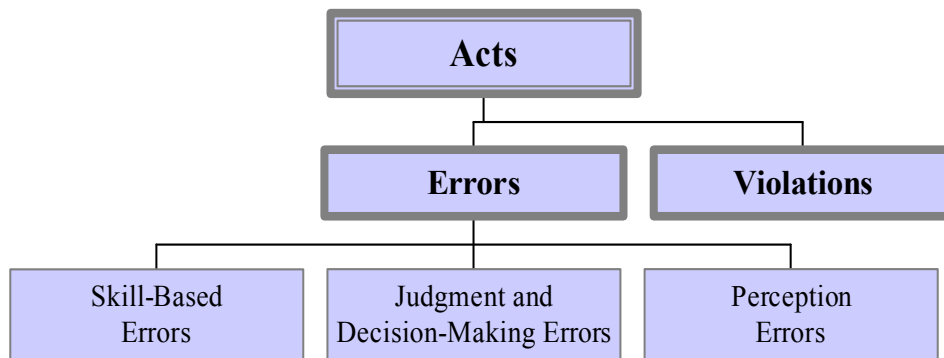 Acts
Errors
Violations
Skill-Based
Errors
Judgment and
Decision-Making Errors
Perception
Errors